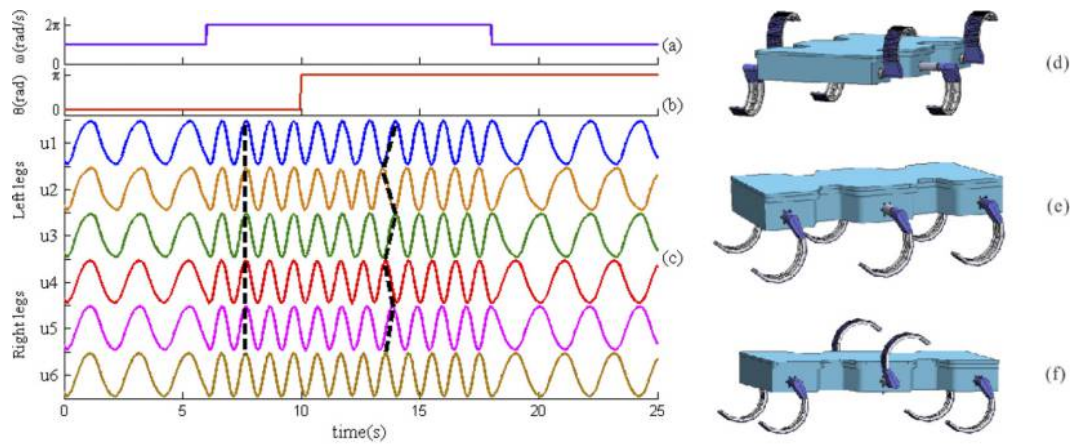 ω(rad/s)
2π
0
(a)
θ(rad)
π
0
(b)
Left legs
u1
u2
u3
(c)
Right legs
u4
u5
u6
0 5 10 15 20 25
time(s)
(d)
(e)
(f)